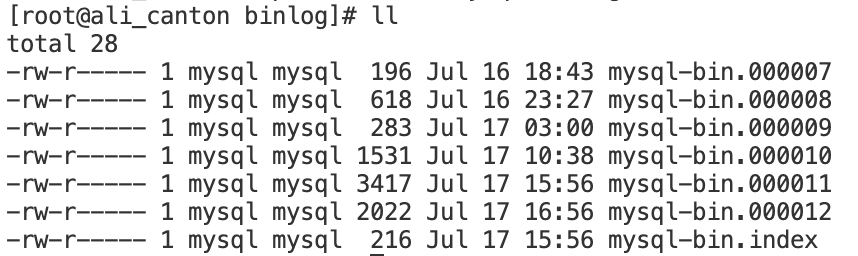 [root@ali_canton binlog]# ll
total 28
-rw-r----- 1 mysql mysql  196 Jul 16 18:43 mysql-bin.000007
-rw-r----- 1 mysql mysql  618 Jul 16 23:27 mysql-bin.000008
-rw-r----- 1 mysql mysql  283 Jul 17 03:00 mysql-bin.000009
-rw-r----- 1 mysql mysql 1531 Jul 17 10:38 mysql-bin.000010
-rw-r----- 1 mysql mysql 3417 Jul 17 15:56 mysql-bin.000011
-rw-r----- 1 mysql mysql 2022 Jul 17 16:56 mysql-bin.000012
-rw-r----- 1 mysql mysql  216 Jul 17 15:56 mysql-bin.index